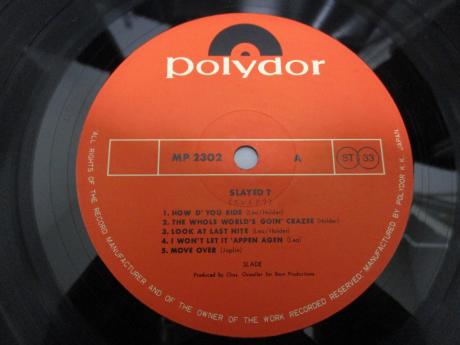 polydor
MP 2302
A
ST 33
SLAYED ?
1. HOW D' YOU RIDE (Lea/Holder)
2. THE WHOLE WORLD'S GOIN' CRAZEE (Holder)
3. LOOK AT LAST NITE (Lea/Holder)
4. I WON'T LET IT 'APPEN AGEN (Lea)
5. MOVE OVER (Joplin)
SLADE
Produced by Chas. Chandler for Barn Productions
ALL RIGHTS OF THE RECORD MANUFACTURER AND OF THE OWNER OF THE WORK RECORDED RESERVED· MANUFACTURED BY POLYDOR K.K. JAPAN